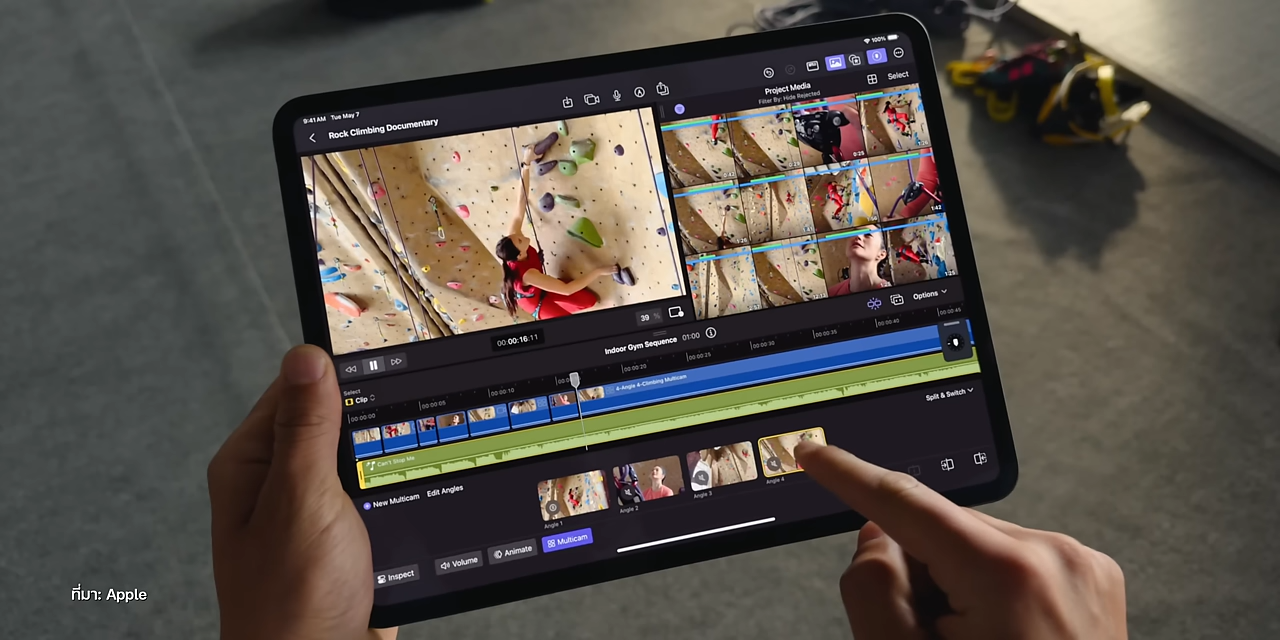 9:41 AM Tue May 7
100%
Rock Climbing Documentary
Project Media
Select
Filter By: Hide Rejected
0:25
1:42
00:00:16:11
39 %
Options
Indoor Gym Sequence 01:00
Select
Clip
00:00:00
00:00:05
00:00:10
00:00:20
00:00:25
00:00:30
00:00:35
00:00:40
00:00:45
4-Angle 4-Climbing Multicam
Can't Stop Me
Split & Switch
New Multicam Edit Angles
Angle 1
Angle 2
Angle 3
Angle 4
Inspect
Volume
Animate
Multicam
ที่มา: Apple